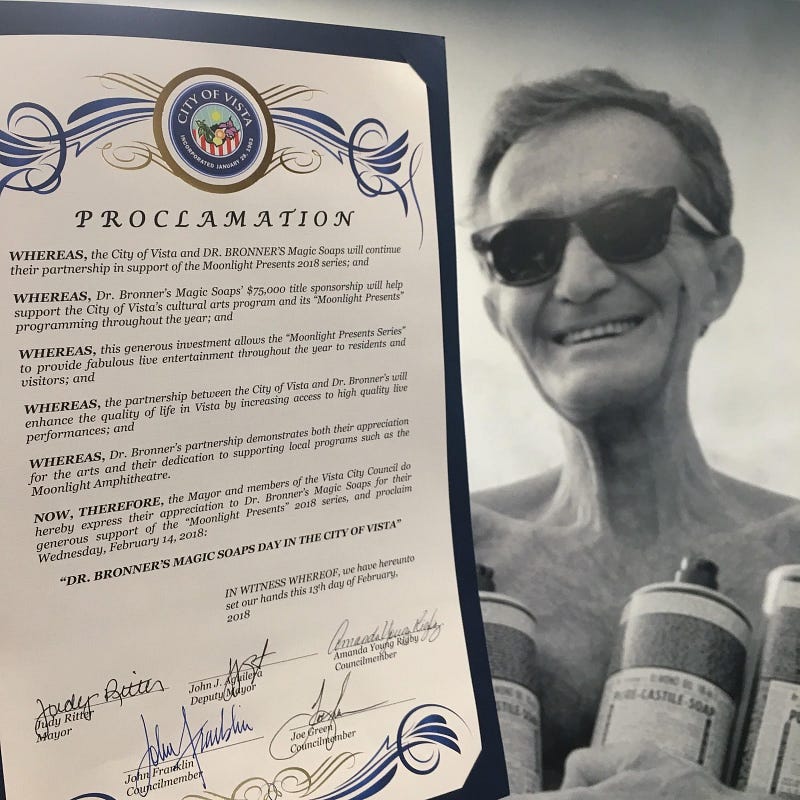 CITY OF VISTA
INCORPORATED JANUARY 28, 1963
PROCLAMATION
WHEREAS, the City of Vista and DR. BRONNER'S Magic Soaps will continue
their partnership in support of the Moonlight Presents 2018 series; and
WHEREAS, Dr. Bronner's Magic Soaps' $75,000 title sponsorship will help
support the City of Vista's cultural arts program and its "Moonlight Presents"
programming throughout the year; and
WHEREAS, this generous investment allows the "Moonlight Presents Series"
to provide fabulous live entertainment throughout the year to residents and
visitors; and
WHEREAS, the partnership between the City of Vista and Dr. Bronner's will
enhance the quality of life in Vista by increasing access to high quality live
performances; and
WHEREAS, Dr. Bronner's partnership demonstrates both their appreciation
for the arts and their dedication to supporting local programs such as the
Moonlight Amphitheatre.
NOW, THEREFORE, the Mayor and members of the Vista City Council do
hereby express their appreciation to Dr. Bronner's Magic Soaps for their
generous support of the "Moonlight Presents" 2018 series, and proclaim
Wednesday, February 14, 2018:
"DR. BRONNER'S MAGIC SOAPS DAY IN THE CITY OF VISTA"
IN WITNESS WHEREOF, we have hereunto
set our hands this 13th day of February,
2018
Judy Ritter
Judy Ritter
Mayor
John J. Aguilera
Deputy Mayor
Amanda Young Rigby
Amanda Young Rigby
Councilmember
John Franklin
John Franklin
Councilmember
Joe Green
Councilmember
PURE-CASTILE SOAP